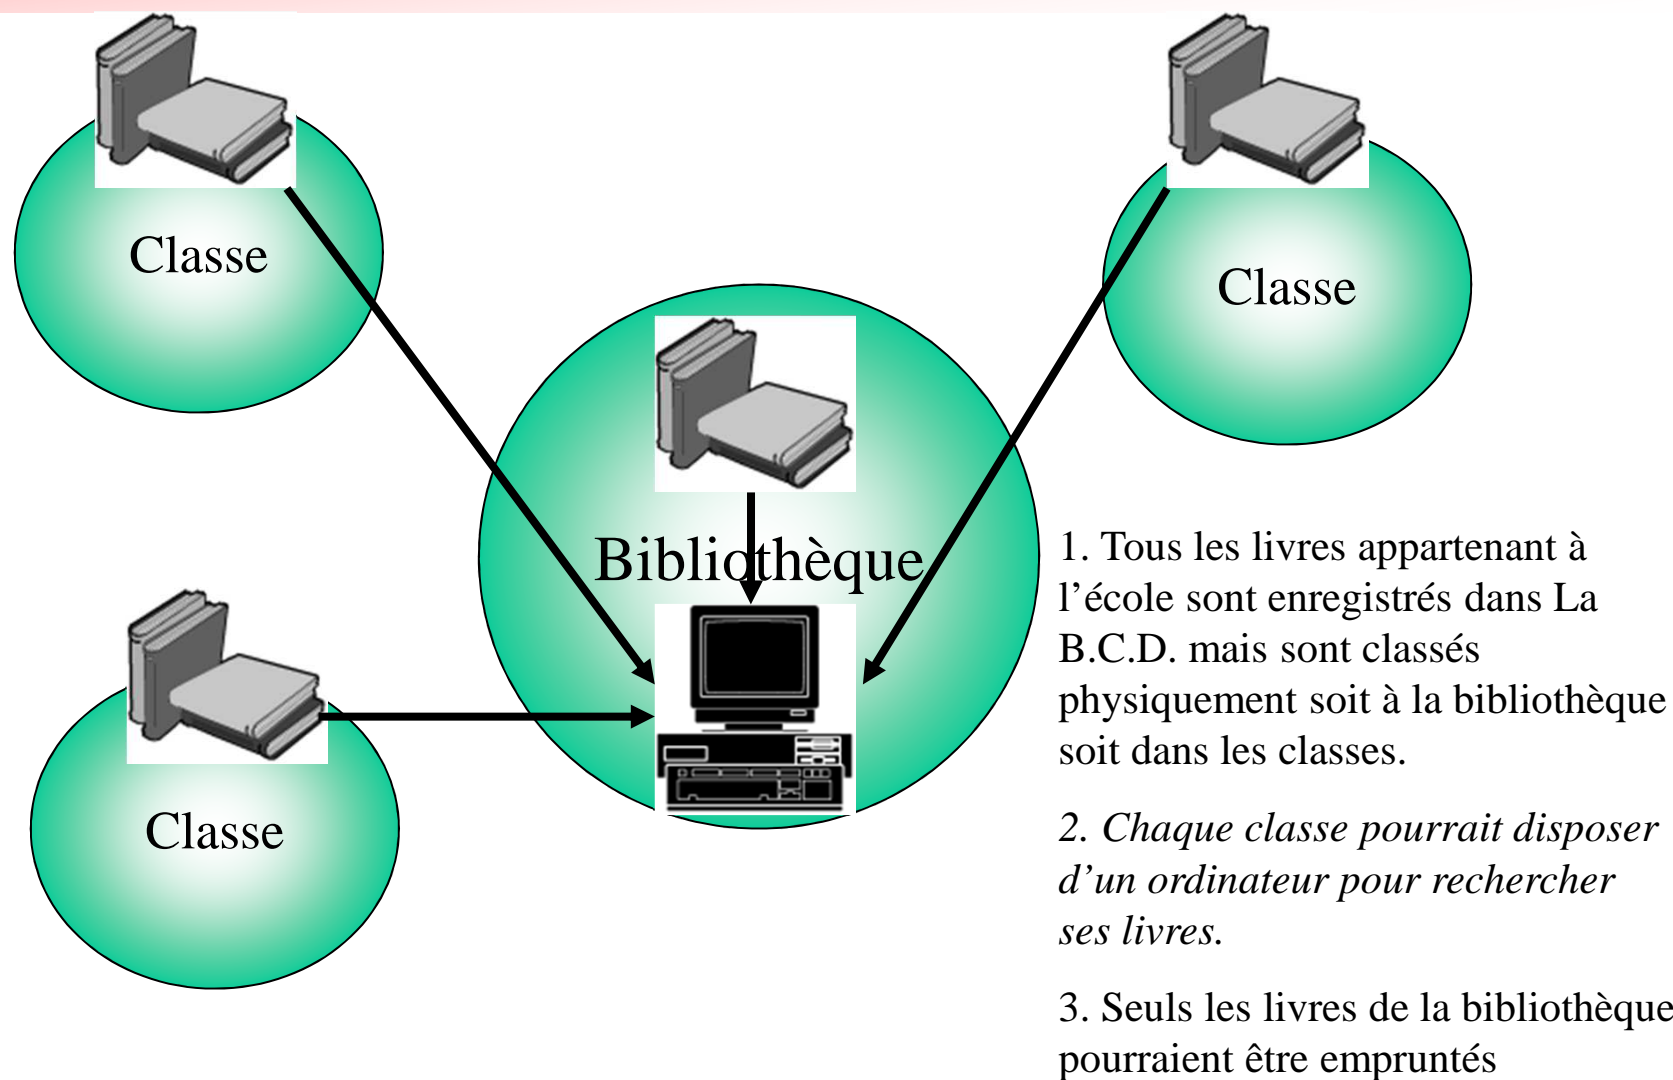 Classe
Classe
Bibliothèque
Classe
1. Tous les livres appartenant à
l’école sont enregistrés dans La
B.C.D. mais sont classés
physiquement soit à la bibliothèque
soit dans les classes.
2. Chaque classe pourrait disposer
d’un ordinateur pour rechercher
ses livres.
3. Seuls les livres de la bibliothèque
pourraient être empruntés